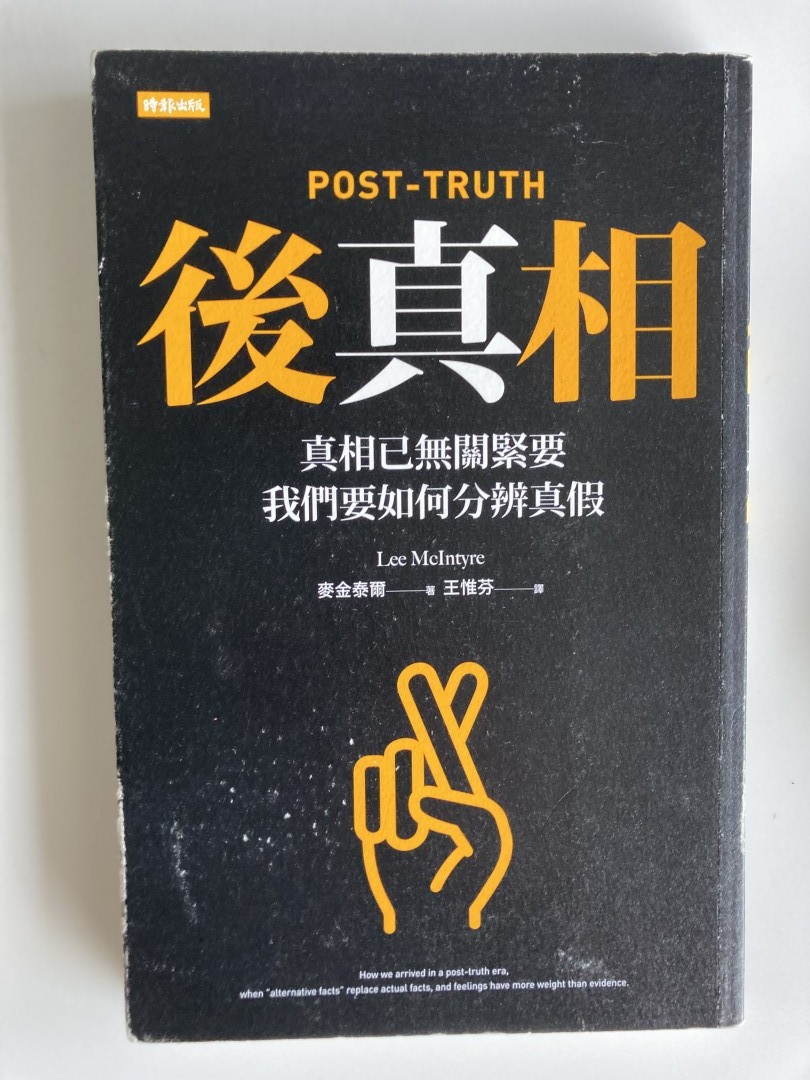 時報出版
POST-TRUTH
後真相
真相已無關緊要
我們要如何分辨真假
Lee McIntyre
麥金泰爾——著 王惟芬——譯
How we arrived in a post-truth era,
when "alternative facts" replace actual facts, and feelings have more weight than evidence.